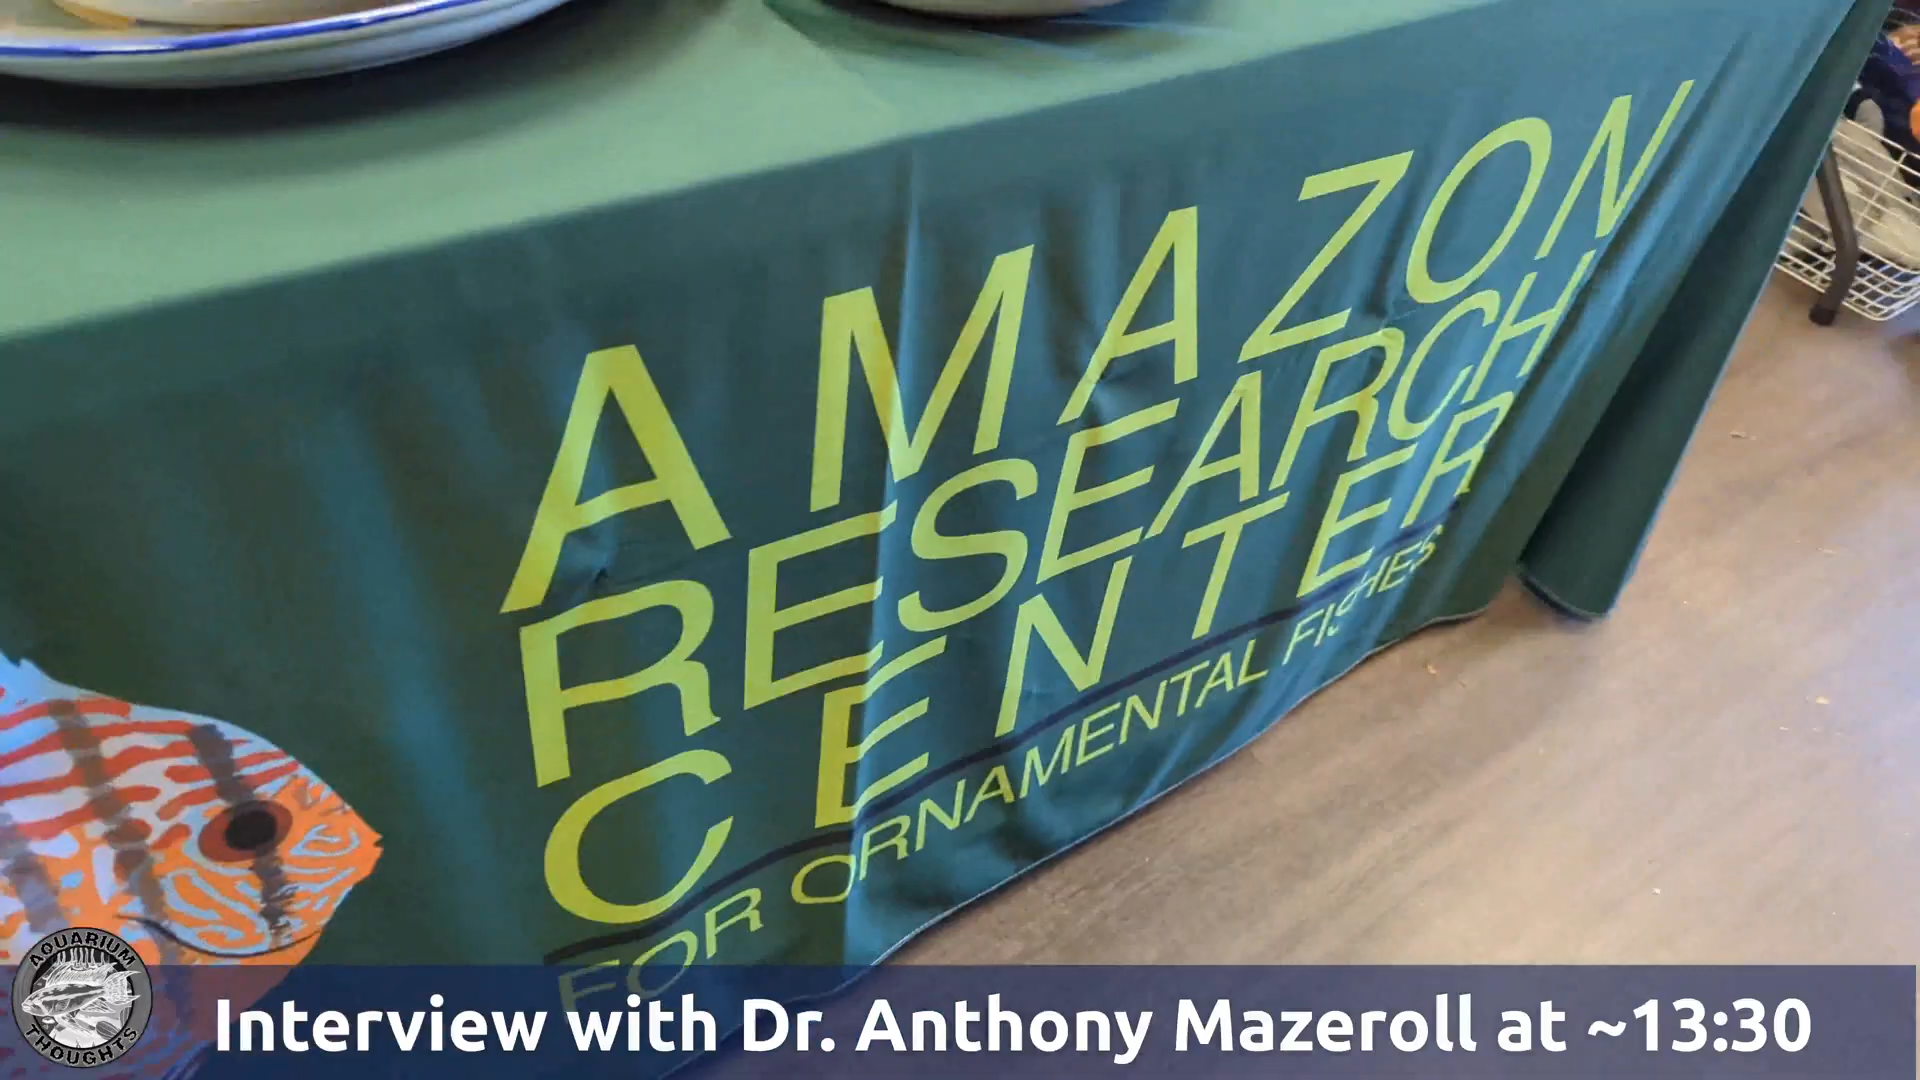 AMAZON
RESEARCH
CENTER
FOR ORNAMENTAL FISHES
AQUARIUM
THOUGHTS
Interview with Dr. Anthony Mazeroll at ~13:30